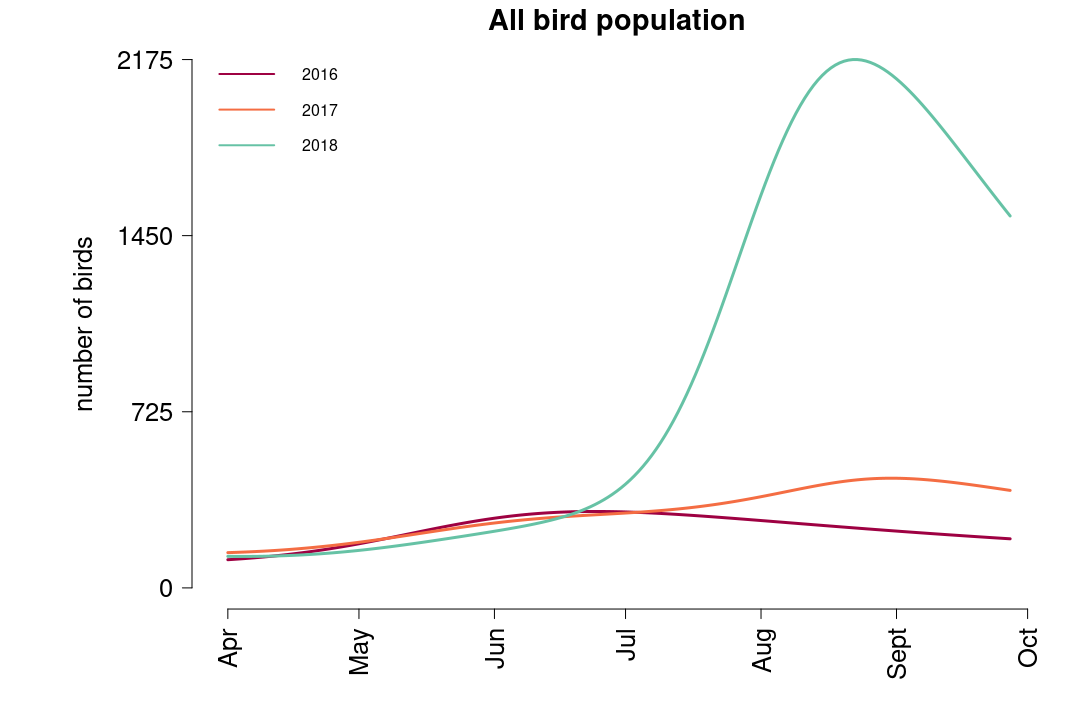 All bird population
2016
2017
2018
number of birds
2175
1450
725
0
Apr
May
Jun
Jul
Aug
Sept
Oct